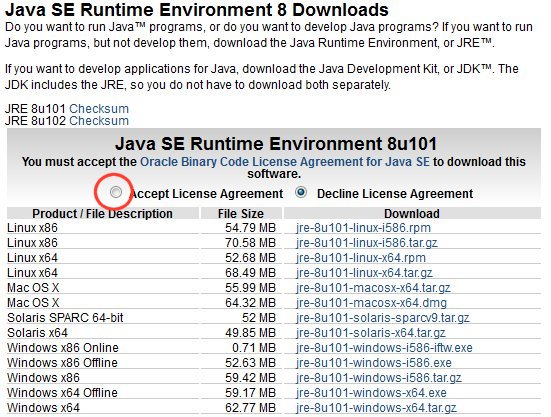 Java SE Runtime Environment 8 Downloads
Do you want to run Java™ programs, or do you want to develop Java programs? If you want to run
Java programs, but not develop them, download the Java Runtime Environment, or JRE™.
If you want to develop applications for Java, download the Java Development Kit, or JDK™. The
JDK includes the JRE, so you do not have to download both separately.
JRE 8u101 Checksum
JRE 8u102 Checksum
Java SE Runtime Environment 8u101
You must accept the Oracle Binary Code License Agreement for Java SE to download this
software.
Accept License Agreement Decline License Agreement
Product / File Description File Size Download
Linux x86 54.79 MB jre-8u101-linux-i586.rpm
Linux x86 70.58 MB jre-8u101-linux-i586.tar.gz
Linux x64 52.68 MB jre-8u101-linux-x64.rpm
Linux x64 68.49 MB jre-8u101-linux-x64.tar.gz
Mac OS X 55.99 MB jre-8u101-macosx-x64.tar.gz
Mac OS X 64.32 MB jre-8u101-macosx-x64.dmg
Solaris SPARC 64-bit 52 MB jre-8u101-solaris-sparcv9.tar.gz
Solaris x64 49.85 MB jre-8u101-solaris-x64.tar.gz
Windows x86 Online 0.71 MB jre-8u101-windows-i586-iftw.exe
Windows x86 Offline 52.63 MB jre-8u101-windows-i586.exe
Windows x86 59.42 MB jre-8u101-windows-i586.tar.gz
Windows x64 Offline 59.17 MB jre-8u101-windows-x64.exe
Windows x64 62.77 MB jre-8u101-windows-x64.tar.gz